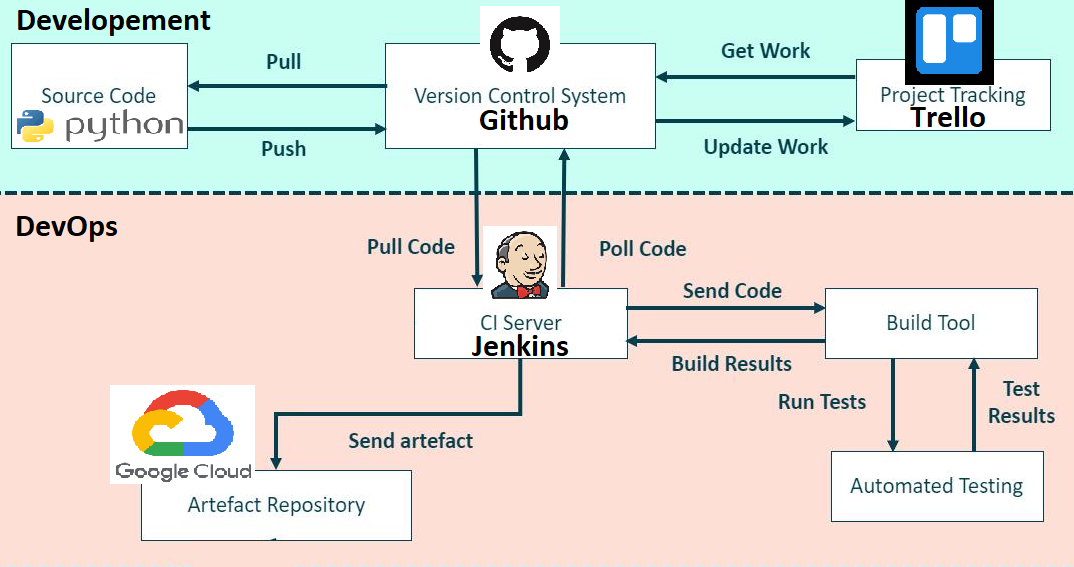 Developement
Pull
Source Code
python
Push
Version Control System
Github
Get Work
Project Tracking
Trello
Update Work
DevOps
Pull Code
Poll Code
CI Server
Jenkins
Send Code
Build Tool
Build Results
Run Tests
Test
Results
Send artefact
Google Cloud
Artefact Repository
Automated Testing